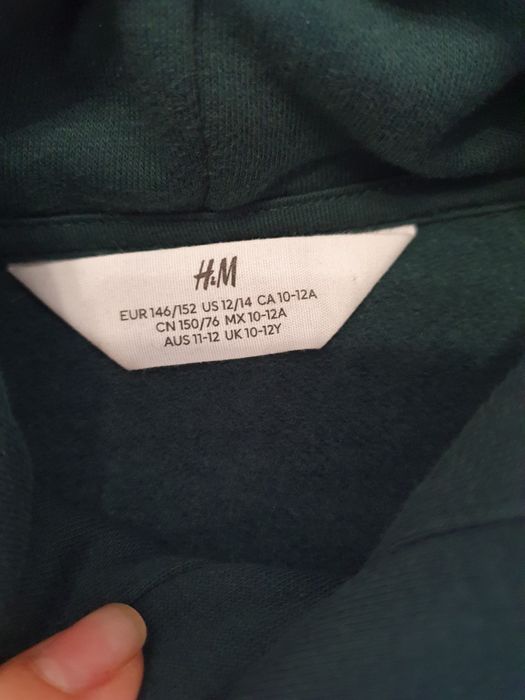 H&M
EUR 146/152 US 12/14 CA 10-12A
CN 150/76 MX 10-12A
AUS 11-12 UK 10-12Y